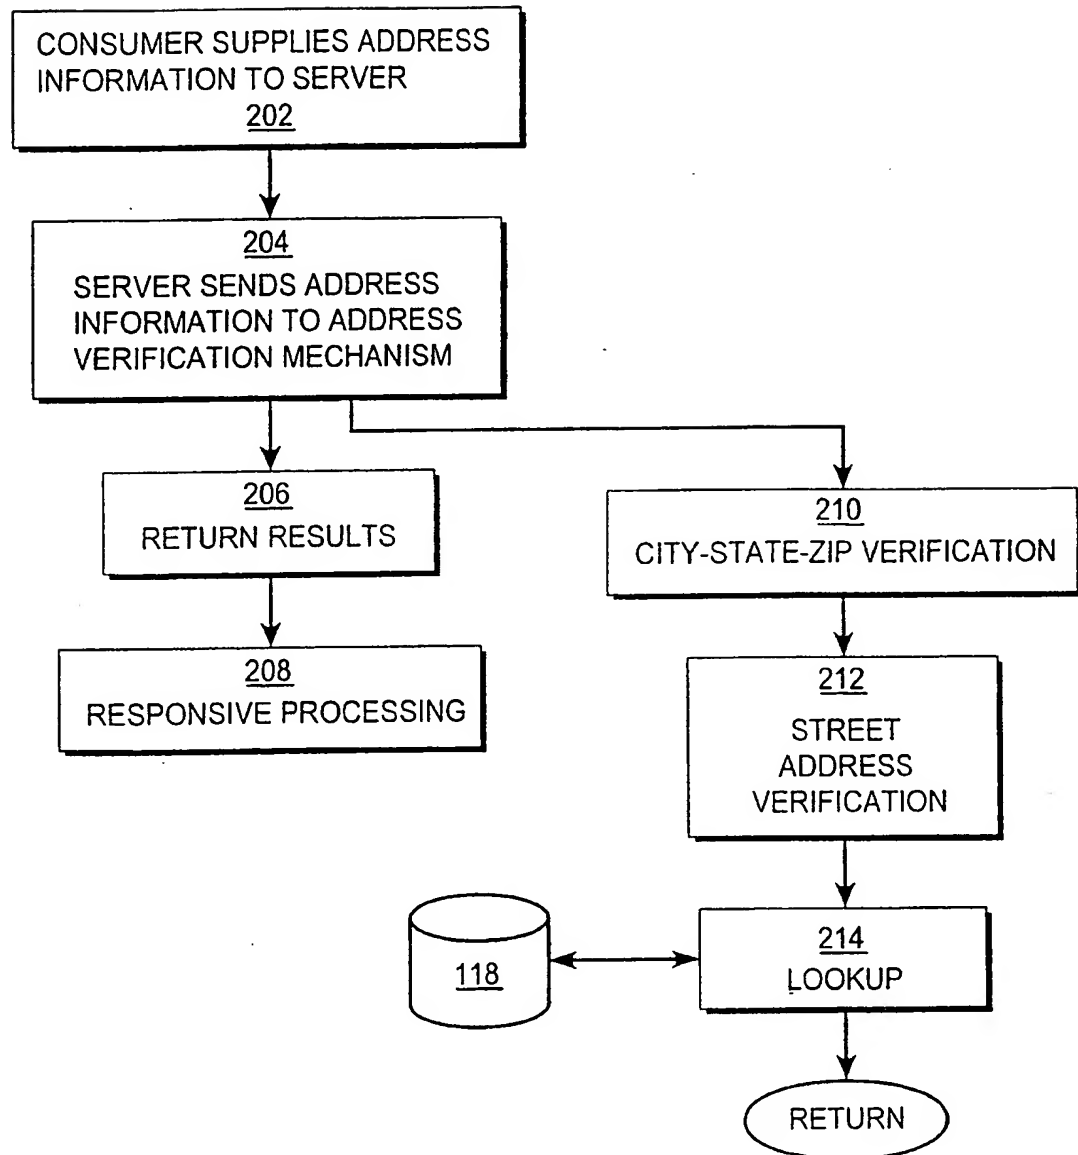 CONSUMER SUPPLIES ADDRESS
INFORMATION TO SERVER
202
204
SERVER SENDS ADDRESS
INFORMATION TO ADDRESS
VERIFICATION MECHANISM
206
RETURN RESULTS
208
RESPONSIVE PROCESSING
210
CITY-STATE-ZIP VERIFICATION
212
STREET
ADDRESS
VERIFICATION
118
214
LOOKUP
RETURN